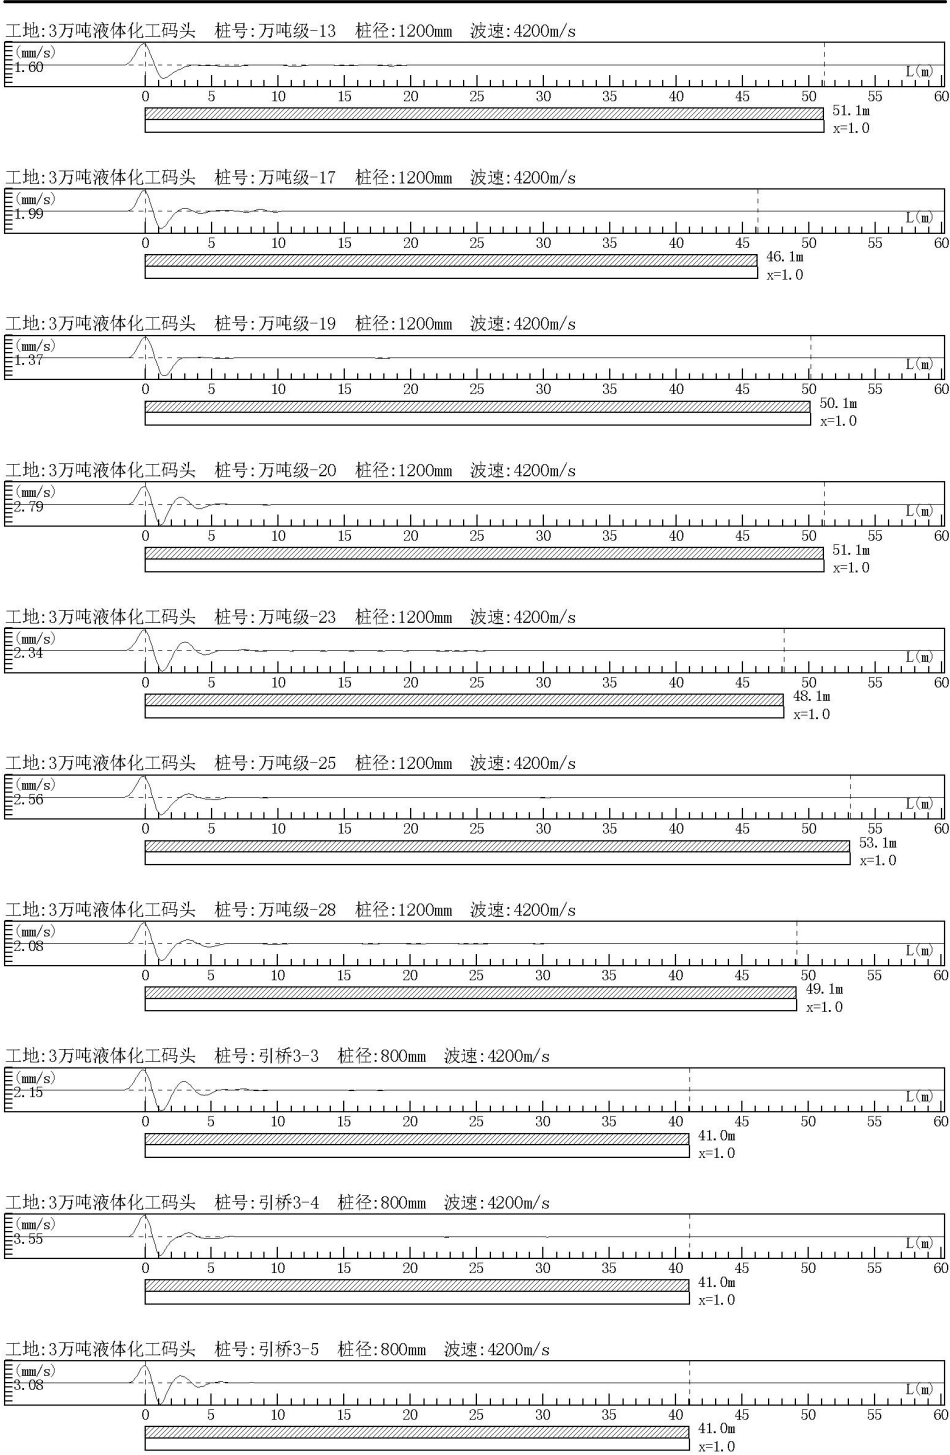 工地:3万吨液体化工码头 桩号:万吨级-13 桩径:1200mm 波速:4200m/s
(mm/s)
1.60
L(m)
0 5 10 15 20 25 30 35 40 45 50 55 60
51.1m
x=1.0
工地:3万吨液体化工码头 桩号:万吨级-17 桩径:1200mm 波速:4200m/s
(mm/s)
1.99
L(m)
0 5 10 15 20 25 30 35 40 45 50 55 60
46.1m
x=1.0
工地:3万吨液体化工码头 桩号:万吨级-19 桩径:1200mm 波速:4200m/s
(mm/s)
1.37
L(m)
0 5 10 15 20 25 30 35 40 45 50 55 60
50.1m
x=1.0
工地:3万吨液体化工码头 桩号:万吨级-20 桩径:1200mm 波速:4200m/s
(mm/s)
2.79
L(m)
0 5 10 15 20 25 30 35 40 45 50 55 60
51.1m
x=1.0
工地:3万吨液体化工码头 桩号:万吨级-23 桩径:1200mm 波速:4200m/s
(mm/s)
2.34
L(m)
0 5 10 15 20 25 30 35 40 45 50 55 60
48.1m
x=1.0
工地:3万吨液体化工码头 桩号:万吨级-25 桩径:1200mm 波速:4200m/s
(mm/s)
2.56
L(m)
0 5 10 15 20 25 30 35 40 45 50 55 60
53.1m
x=1.0
工地:3万吨液体化工码头 桩号:万吨级-28 桩径:1200mm 波速:4200m/s
(mm/s)
2.08
L(m)
0 5 10 15 20 25 30 35 40 45 50 55 60
49.1m
x=1.0
工地:3万吨液体化工码头 桩号:引桥3-3 桩径:800mm 波速:4200m/s
(mm/s)
2.15
L(m)
0 5 10 15 20 25 30 35 40 45 50 55 60
41.0m
x=1.0
工地:3万吨液体化工码头 桩号:引桥3-4 桩径:800mm 波速:4200m/s
(mm/s)
3.55
L(m)
0 5 10 15 20 25 30 35 40 45 50 55 60
41.0m
x=1.0
工地:3万吨液体化工码头 桩号:引桥3-5 桩径:800mm 波速:4200m/s
(mm/s)
3.08
L(m)
0 5 10 15 20 25 30 35 40 45 50 55 60
41.0m
x=1.0